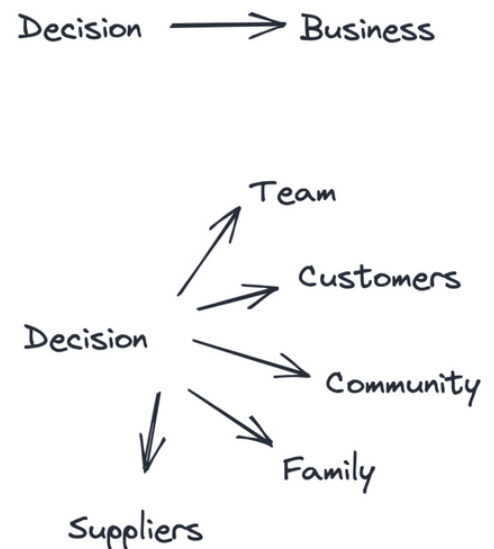 Decision Business
Team
Customers
Decision
Community
Family
Suppliers